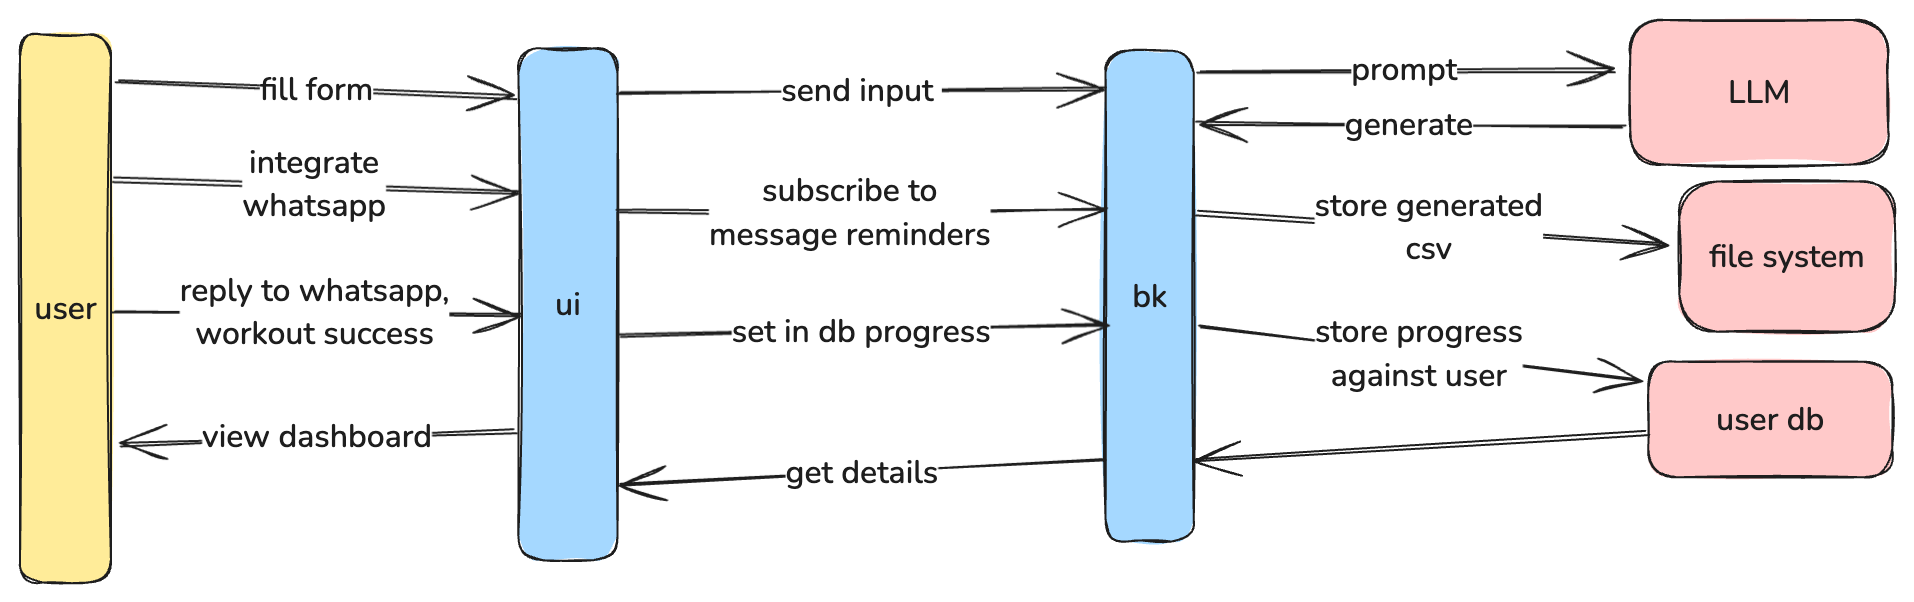 fill form
send input
prompt
LLM
generate
integrate
whatsapp
subscribe to
message reminders
store generated
csv
file system
user
reply to whatsapp,
workout success
ui
set in db progress
bk
store progress
against user
user db
view dashboard
get details